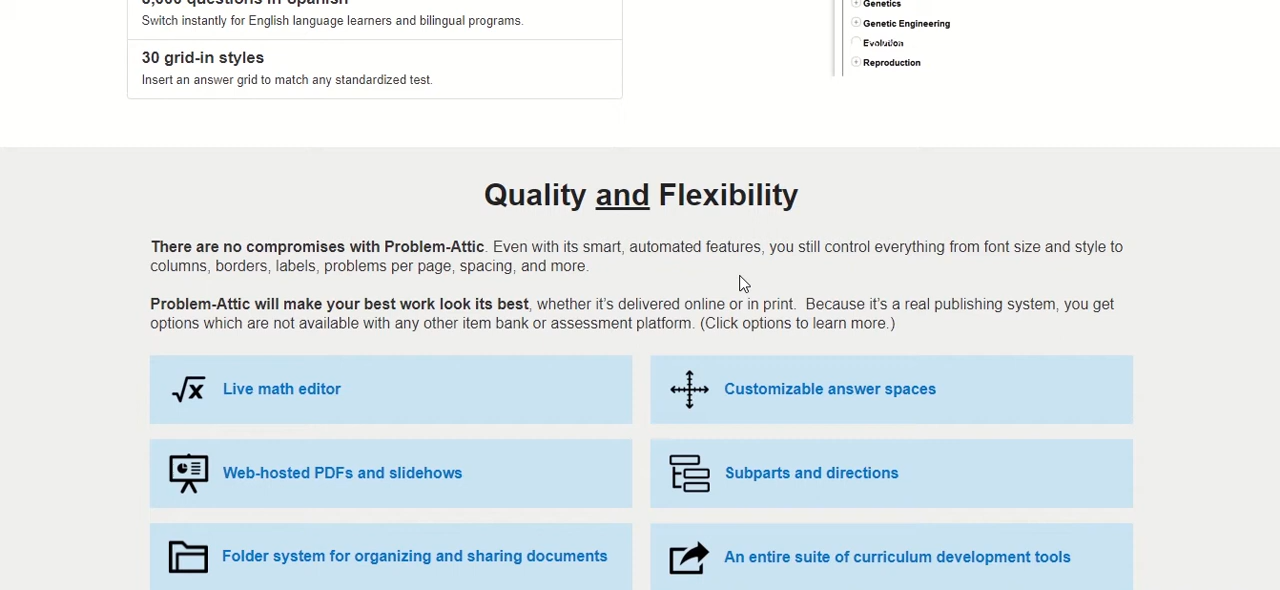 5,000 questions in Spanish
Switch instantly for English language learners and bilingual programs.
30 grid-in styles
Insert an answer grid to match any standardized test.
Genetics
Genetic Engineering
Evolution
Reproduction
Quality and Flexibility
There are no compromises with Problem-Attic. Even with its smart, automated features, you still control everything from font size and style to
columns, borders, labels, problems per page, spacing, and more.
Problem-Attic will make your best work look its best, whether it’s delivered online or in print. Because it’s a real publishing system, you get
options which are not available with any other item bank or assessment platform. (Click options to learn more.)
Live math editor
Customizable answer spaces
Web-hosted PDFs and slidehows
Subparts and directions
Folder system for organizing and sharing documents
An entire suite of curriculum development tools